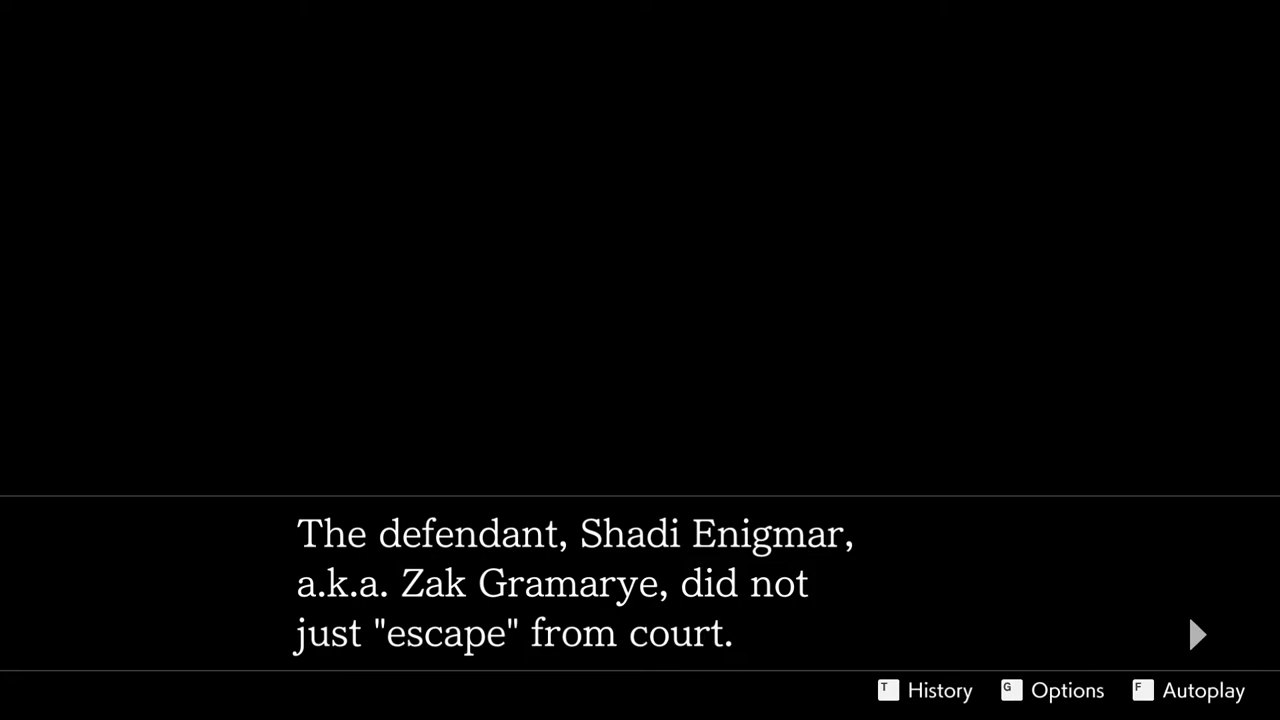 The defendant, Shadi Enigmar,
a.k.a. Zak Gramarye, did not
just "escape" from court.
T History G Options F Autoplay